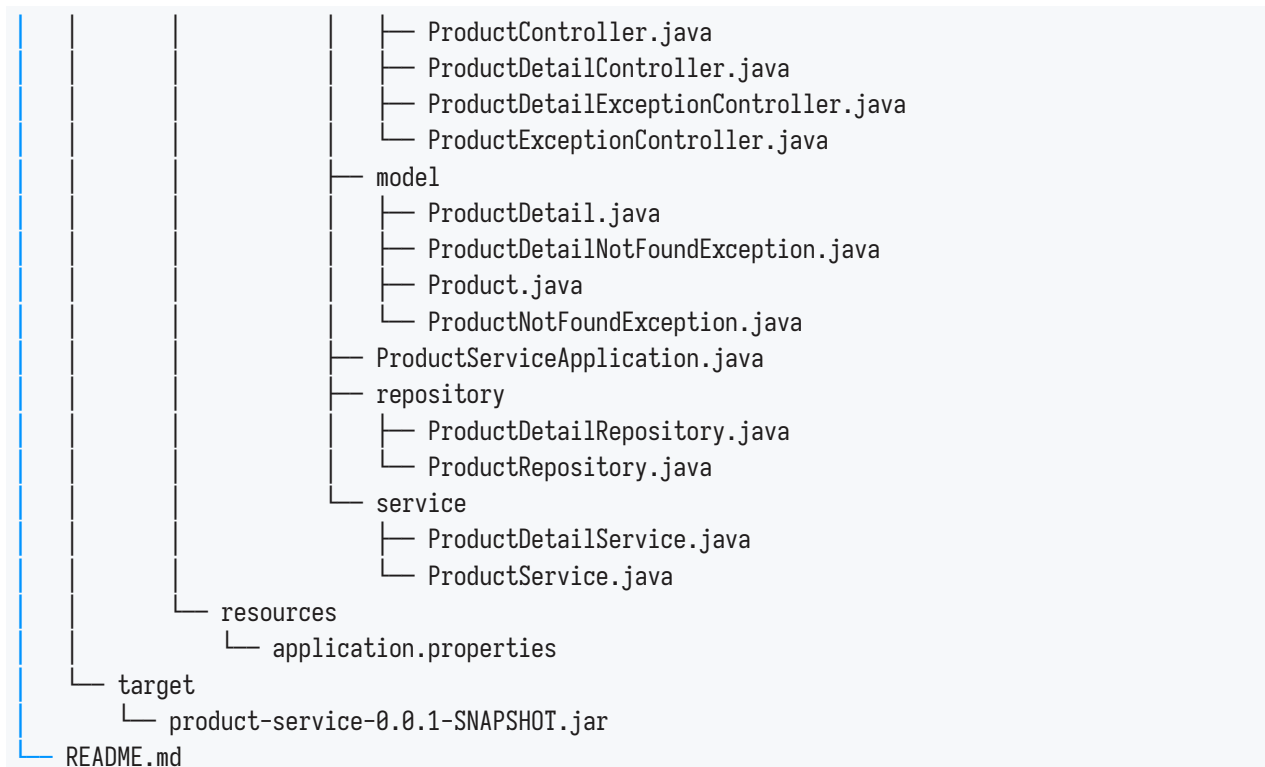 │   │       │           │   ├── ProductController.java
│   │       │           │   ├── ProductDetailController.java
│   │       │           │   ├── ProductDetailExceptionController.java
│   │       │           │   └── ProductExceptionController.java
│   │       │           ├── model
│   │       │           │   ├── ProductDetail.java
│   │       │           │   ├── ProductDetailNotFoundException.java
│   │       │           │   ├── Product.java
│   │       │           │   └── ProductNotFoundException.java
│   │       │           ├── ProductServiceApplication.java
│   │       │           ├── repository
│   │       │           │   ├── ProductDetailRepository.java
│   │       │           │   └── ProductRepository.java
│   │       │           └── service
│   │       │               ├── ProductDetailService.java
│   │       │               └── ProductService.java
│   │       └── resources
│   │           └── application.properties
│   └── target
│       └── product-service-0.0.1-SNAPSHOT.jar
└── README.md